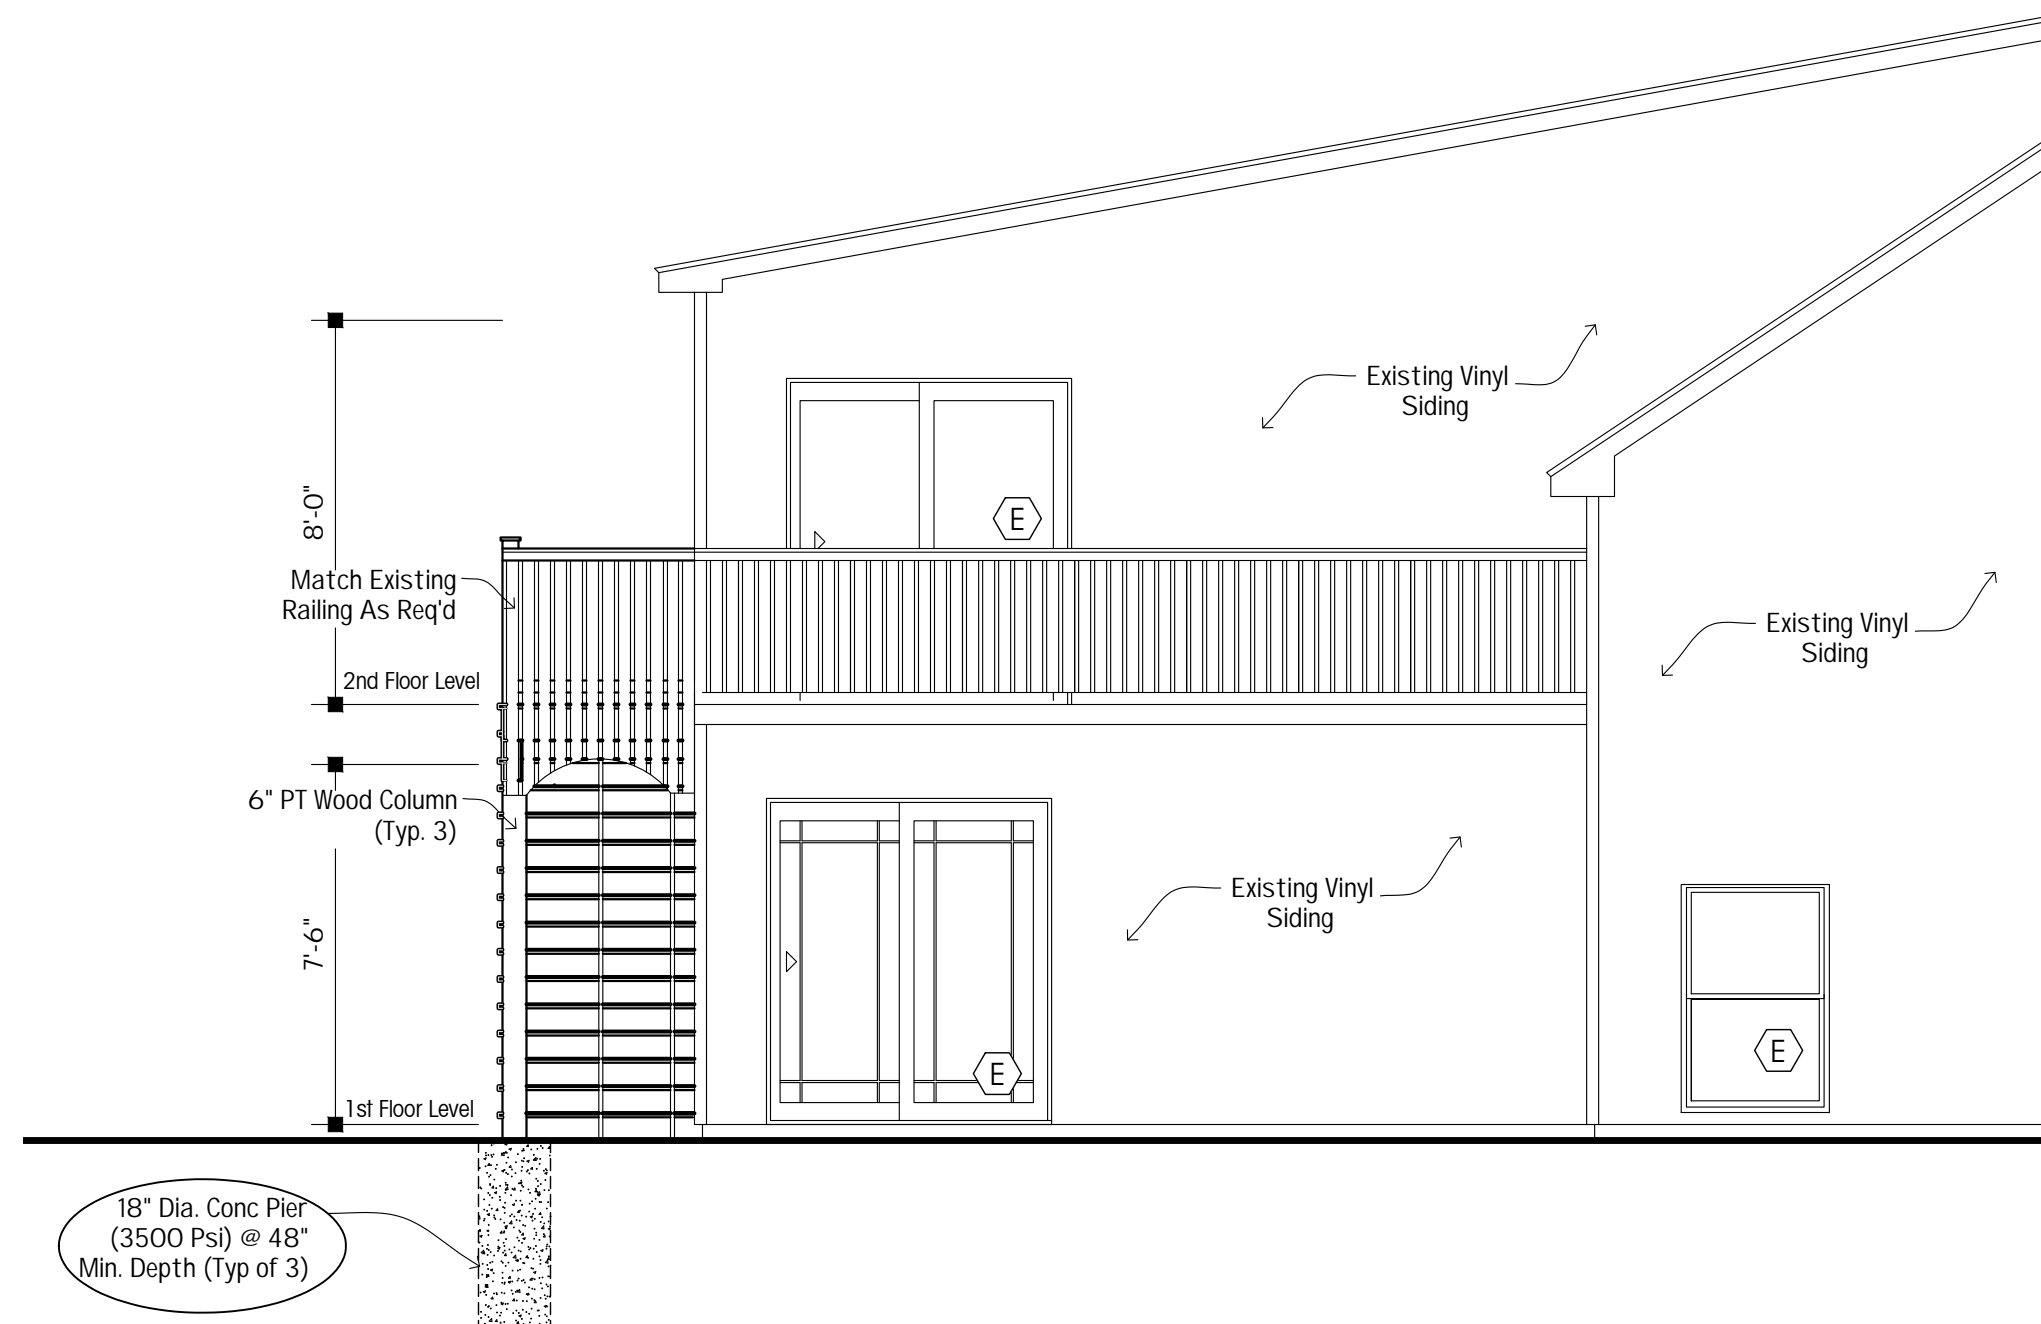 Existing Vinyl
Siding
8'-0"
E
Match Existing
Railing As Req'd
Existing Vinyl
Siding
2nd Floor Level
6" PT Wood Column
(Typ. 3)
Existing Vinyl
Siding
7'-6"
E
E
1st Floor Level
18" Dia. Conc Pier
(3500 Psi) @ 48"
Min. Depth (Typ of 3)